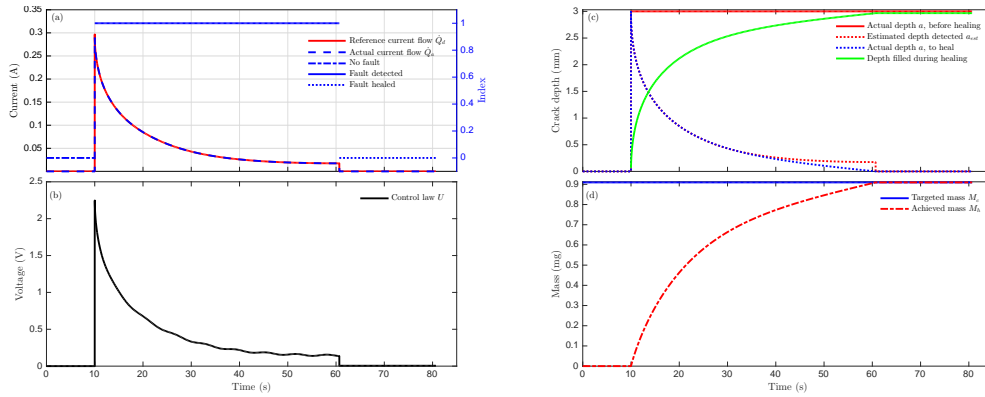 (a)
0.35
0.3
0.25
0.2
0.15
0.1
0.05
Current (A)
Reference current flow Q̇_d
Actual current flow Q̇_a
No fault
Fault detected
Fault healed
1
0.8
0.6
0.4
0.2
0
Index
(b)
2.5
2
1.5
1
0.5
0
Voltage (V)
Control law U
0 10 20 30 40 50 60 70 80
Time (s)
(c)
3
2.5
2
1.5
1
0.5
0
Crack depth (mm)
Actual depth a, before healing
Estimated depth detected a_est
Actual depth a, to heal
Depth filled during healing
(d)
0.9
0.8
0.7
0.6
0.5
0.4
0.3
0.2
0.1
0
Mass (mg)
Targeted mass M_c
Achieved mass M_h
0 10 20 30 40 50 60 70 80
Time (s)